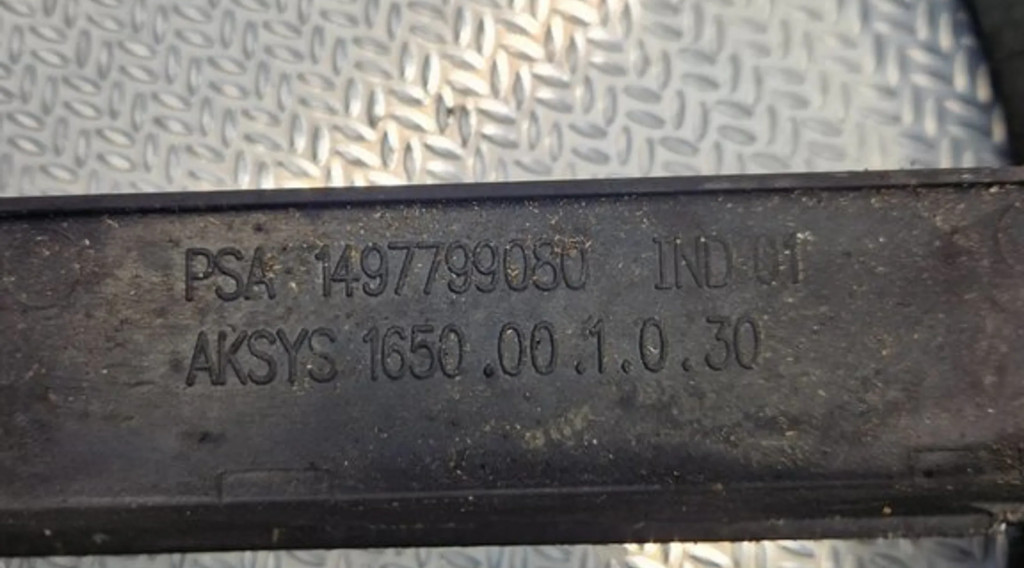 PSA 1497799080 IND 01
AKSYS 1650.00.1.0.30